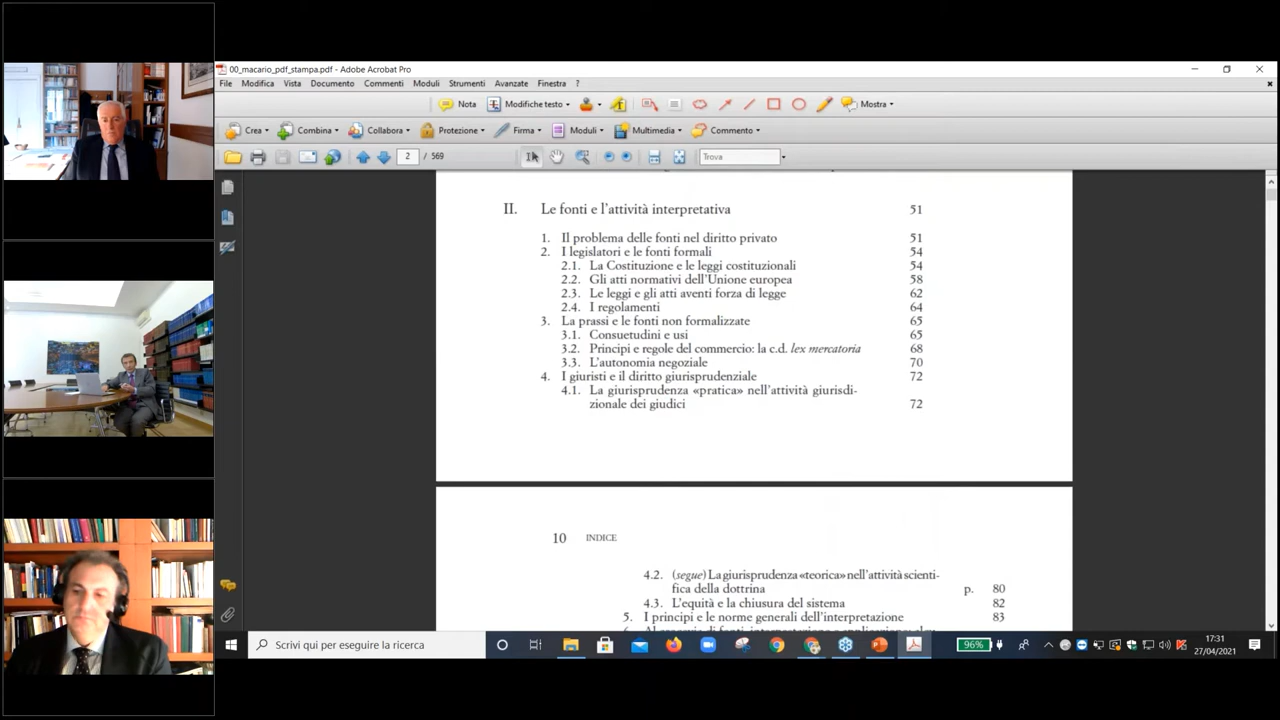 00_macario_pdf_stampa.pdf - Adobe Acrobat Pro
File Modifica Vista Documento Commenti Moduli Strumenti Avanzate Finestra ?
Nota Modifiche testo Mostra
Crea Combina Collabora Protezione Firma Moduli Multimedia Commento
2 / 569 Trova
II. Le fonti e l'attività interpretativa 51
1. Il problema delle fonti nel diritto privato 51
2. I legislatori e le fonti formali 54
2.1. La Costituzione e le leggi costituzionali 54
2.2. Gli atti normativi dell'Unione europea 58
2.3. Le leggi e gli atti aventi forza di legge 62
2.4. I regolamenti 64
3. La prassi e le fonti non formalizzate 65
3.1. Consuetudini e usi 65
3.2. Principi e regole del commercio: la c.d. lex mercatoria 68
3.3. L'autonomia negoziale 70
4. I giuristi e il diritto giurisprudenziale 72
4.1. La giurisprudenza «pratica» nell'attività giurisdi-
zionale dei giudici 72
10 INDICE
4.2. (segue) La giurisprudenza «teorica» nell'attività scienti-
fica della dottrina p. 80
4.3. L'equità e la chiusura del sistema 82
5. I principi e le norme generali dell'interpretazione 83
Scrivi qui per eseguire la ricerca 96% 17:31
27/04/2021